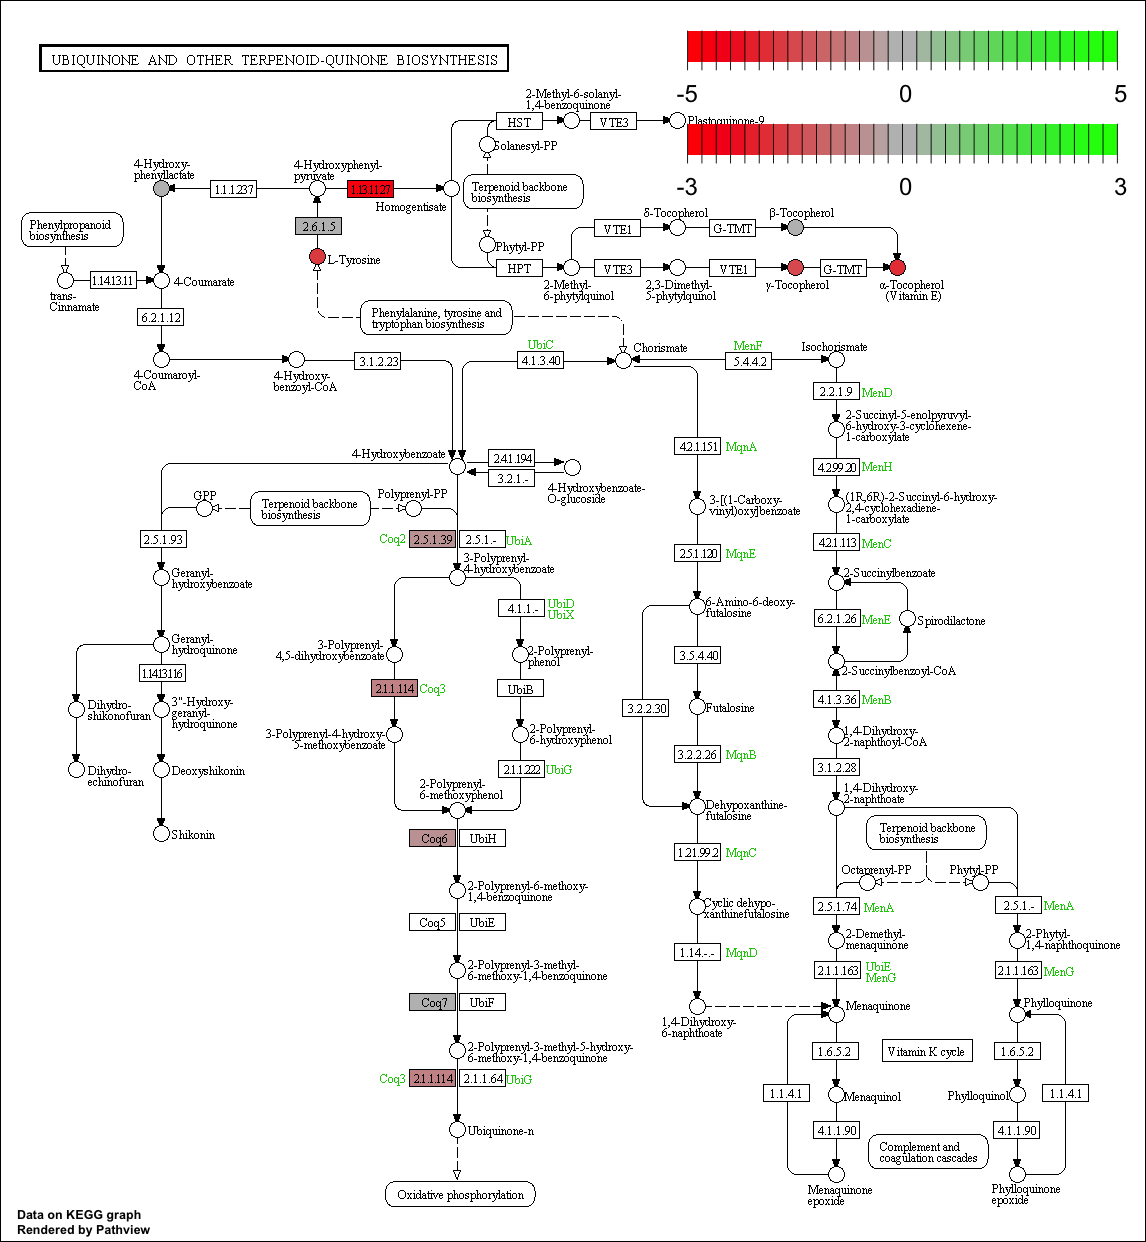 UBIQUINONE AND OTHER TERPENOID-QUINONE BIOSYNTHESIS
-5
0
5
-3
0
3
2-Methyl-6-solanyl-
1,4-benzoquinone
HST
VTE3
Plastoquinone-9
Solanesyl-PP
4-Hydroxy-
phenyllactate
4-Hydroxyphenyl-
pyruvate
1.1.1.237
1.13.11.27
Homogentisate
Terpenoid backbone
biosynthesis
2.6.1.5
L-Tyrosine
Phenylpropanoid
biosynthesis
δ-Tocopherol
β-Tocopherol
VTE1
G-TMT
Phytyl-PP
HPT
VTE3
VTE1
G-TMT
2-Methyl-
6-phytylquinol
2,3-Dimethyl-
5-phytylquinol
γ-Tocopherol
α-Tocopherol
(Vitamin E)
1.14.13.11
trans-
Cinnamate
4-Coumarate
6.2.1.12
Phenylalanine, tyrosine and
tryptophan biosynthesis
4-Coumaroyl-
CoA
4-Hydroxy-
benzoyl-CoA
3.1.2.23
UbiC
4.1.3.40
Chorismate
MenF
5.4.4.2
Isochorismate
2.2.1.9
MenD
2-Succinyl-5-enolpyruvyl-
6-hydroxy-3-cyclohexene-
1-carboxylate
4.2.1.151
MqnA
4.2.99.20
MenH
4-Hydroxybenzoate
2.4.1.194
3.2.1.-
4-Hydroxybenzoate-
O-glucoside
GPP
Terpenoid backbone
biosynthesis
Polyprenyl-PP
3-[(1-Carboxy-
vinyl)oxy]benzoate
(1R,6R)-2-Succinyl-6-hydroxy-
2,4-cyclohexadiene-
1-carboxylate
2.5.1.93
Coq2
2.5.1.39
2.5.1.-
UbiA
2.5.1.120
MqnE
4.2.1.113
MenC
Geranyl-
hydroxybenzoate
3-Polyprenyl-
4-hydroxybenzoate
2-Succinylbenzoate
4.1.1.-
UbiD
UbiX
6-Amino-6-deoxy-
futalosine
6.2.1.26
MenE
Spirodilactone
Geranyl-
hydroquinone
3-Polyprenyl-
4,5-dihydroxybenzoate
2-Polyprenyl-
phenol
3.5.4.40
2-Succinylbenzoyl-CoA
1.14.13.116
2.1.1.114
Coq3
UbiB
3.2.2.30
Futalosine
4.1.3.36
MenB
Dihydro-
shikonofuran
3"-Hydroxy-
geranyl-
hydroquinone
3-Polyprenyl-4-hydroxy-
5-methoxybenzoate
2-Polyprenyl-
6-hydroxyphenol
1,4-Dihydroxy-
2-naphthoyl-CoA
3.2.2.26
MqnB
3.1.2.28
Dihydro-
echinofuran
Deoxyshikonin
2.1.1.222
UbiG
2-Polyprenyl-
6-methoxyphenol
Dehypoxanthine-
futalosine
1,4-Dihydroxy-
2-naphthoate
Shikonin
Coq6
UbiH
1.21.99.2
MqnC
Terpenoid backbone
biosynthesis
Octaprenyl-PP
Phytyl-PP
2-Polyprenyl-6-methoxy-
1,4-benzoquinone
Cyclic dehypo-
xanthinefutalosine
2.5.1.74
MenA
2.5.1.-
MenA
Coq5
UbiE
2-Demethyl-
menaquinone
2-Phytyl-
1,4-naphthoquinone
1.14.-.-
MqnD
2-Polyprenyl-3-methyl-
6-methoxy-1,4-benzoquinone
2.1.1.163
UbiE
MenG
2.1.1.163
MenG
Coq7
UbiF
Menaquinone
Phylloquinone
1,4-Dihydroxy-
6-naphthoate
2-Polyprenyl-3-methyl-5-hydroxy-
6-methoxy-1,4-benzoquinone
1.6.5.2
Vitamin K cycle
1.6.5.2
Coq3
2.1.1.114
2.1.1.64
UbiG
1.1.4.1
Menaquinol
Phylloquinol
1.1.4.1
Ubiquinone-n
4.1.1.90
4.1.1.90
Complement and
coagulation cascades
Oxidative phosphorylation
Menaquinone
epoxide
Phylloquinone
epoxide
Data on KEGG graph
Rendered by Pathview